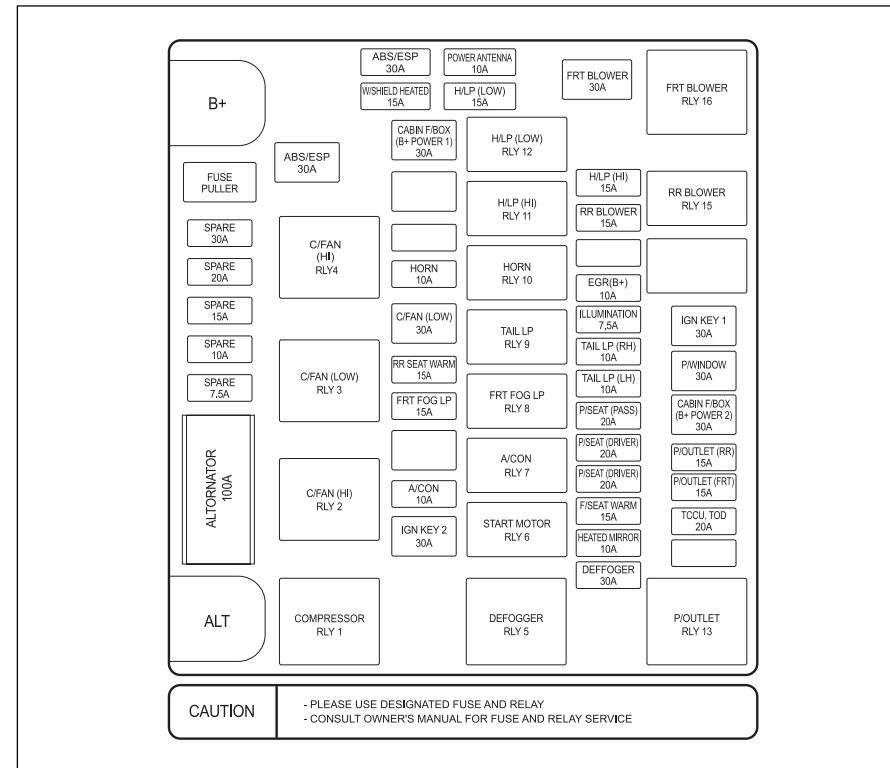 B+
ABS/ESP
30A
POWER ANTENNA
10A
W/SHIELD HEATED
15A
H/LP (LOW)
15A
FRT BLOWER
30A
FRT BLOWER
RLY 16
FUSE
PULLER
ABS/ESP
30A
CABIN F/BOX
(B+ POWER 1)
30A
H/LP (LOW)
RLY 12
H/LP (HI)
15A
RR BLOWER
15A
RR BLOWER
RLY 15
H/LP (HI)
RLY 11
SPARE
30A
SPARE
20A
SPARE
15A
SPARE
10A
SPARE
7.5A
C/FAN
(HI)
RLY4
HORN
10A
HORN
RLY 10
EGR(B+)
10A
C/FAN (LOW)
30A
TAIL LP
RLY 9
ILLUMINATION
7,5A
TAIL LP (RH)
10A
TAIL LP (LH)
10A
IGN KEY 1
30A
P/WINDOW
30A
CABIN F/BOX
(B+ POWER 2)
30A
C/FAN (LOW)
RLY 3
RR SEAT WARM
15A
FRT FOG LP
15A
FRT FOG LP
RLY 8
P/SEAT (PASS)
20A
P/SEAT (DRIVER)
20A
P/SEAT (DRIVER)
20A
P/OUTLET (RR)
15A
P/OUTLET (FRT)
15A
TCCU, TOD
20A
ALTORNATOR
100A
C/FAN (HI)
RLY 2
A/CON
10A
IGN KEY 2
30A
A/CON
RLY 7
START MOTOR
RLY 6
F/SEAT WARM
15A
HEATED MIRROR
10A
DEFFOGER
30A
ALT
COMPRESSOR
RLY 1
DEFOGGER
RLY 5
P/OUTLET
RLY 13
CAUTION
- PLEASE USE DESIGNATED FUSE AND RELAY
- CONSULT OWNER'S MANUAL FOR FUSE AND RELAY SERVICE